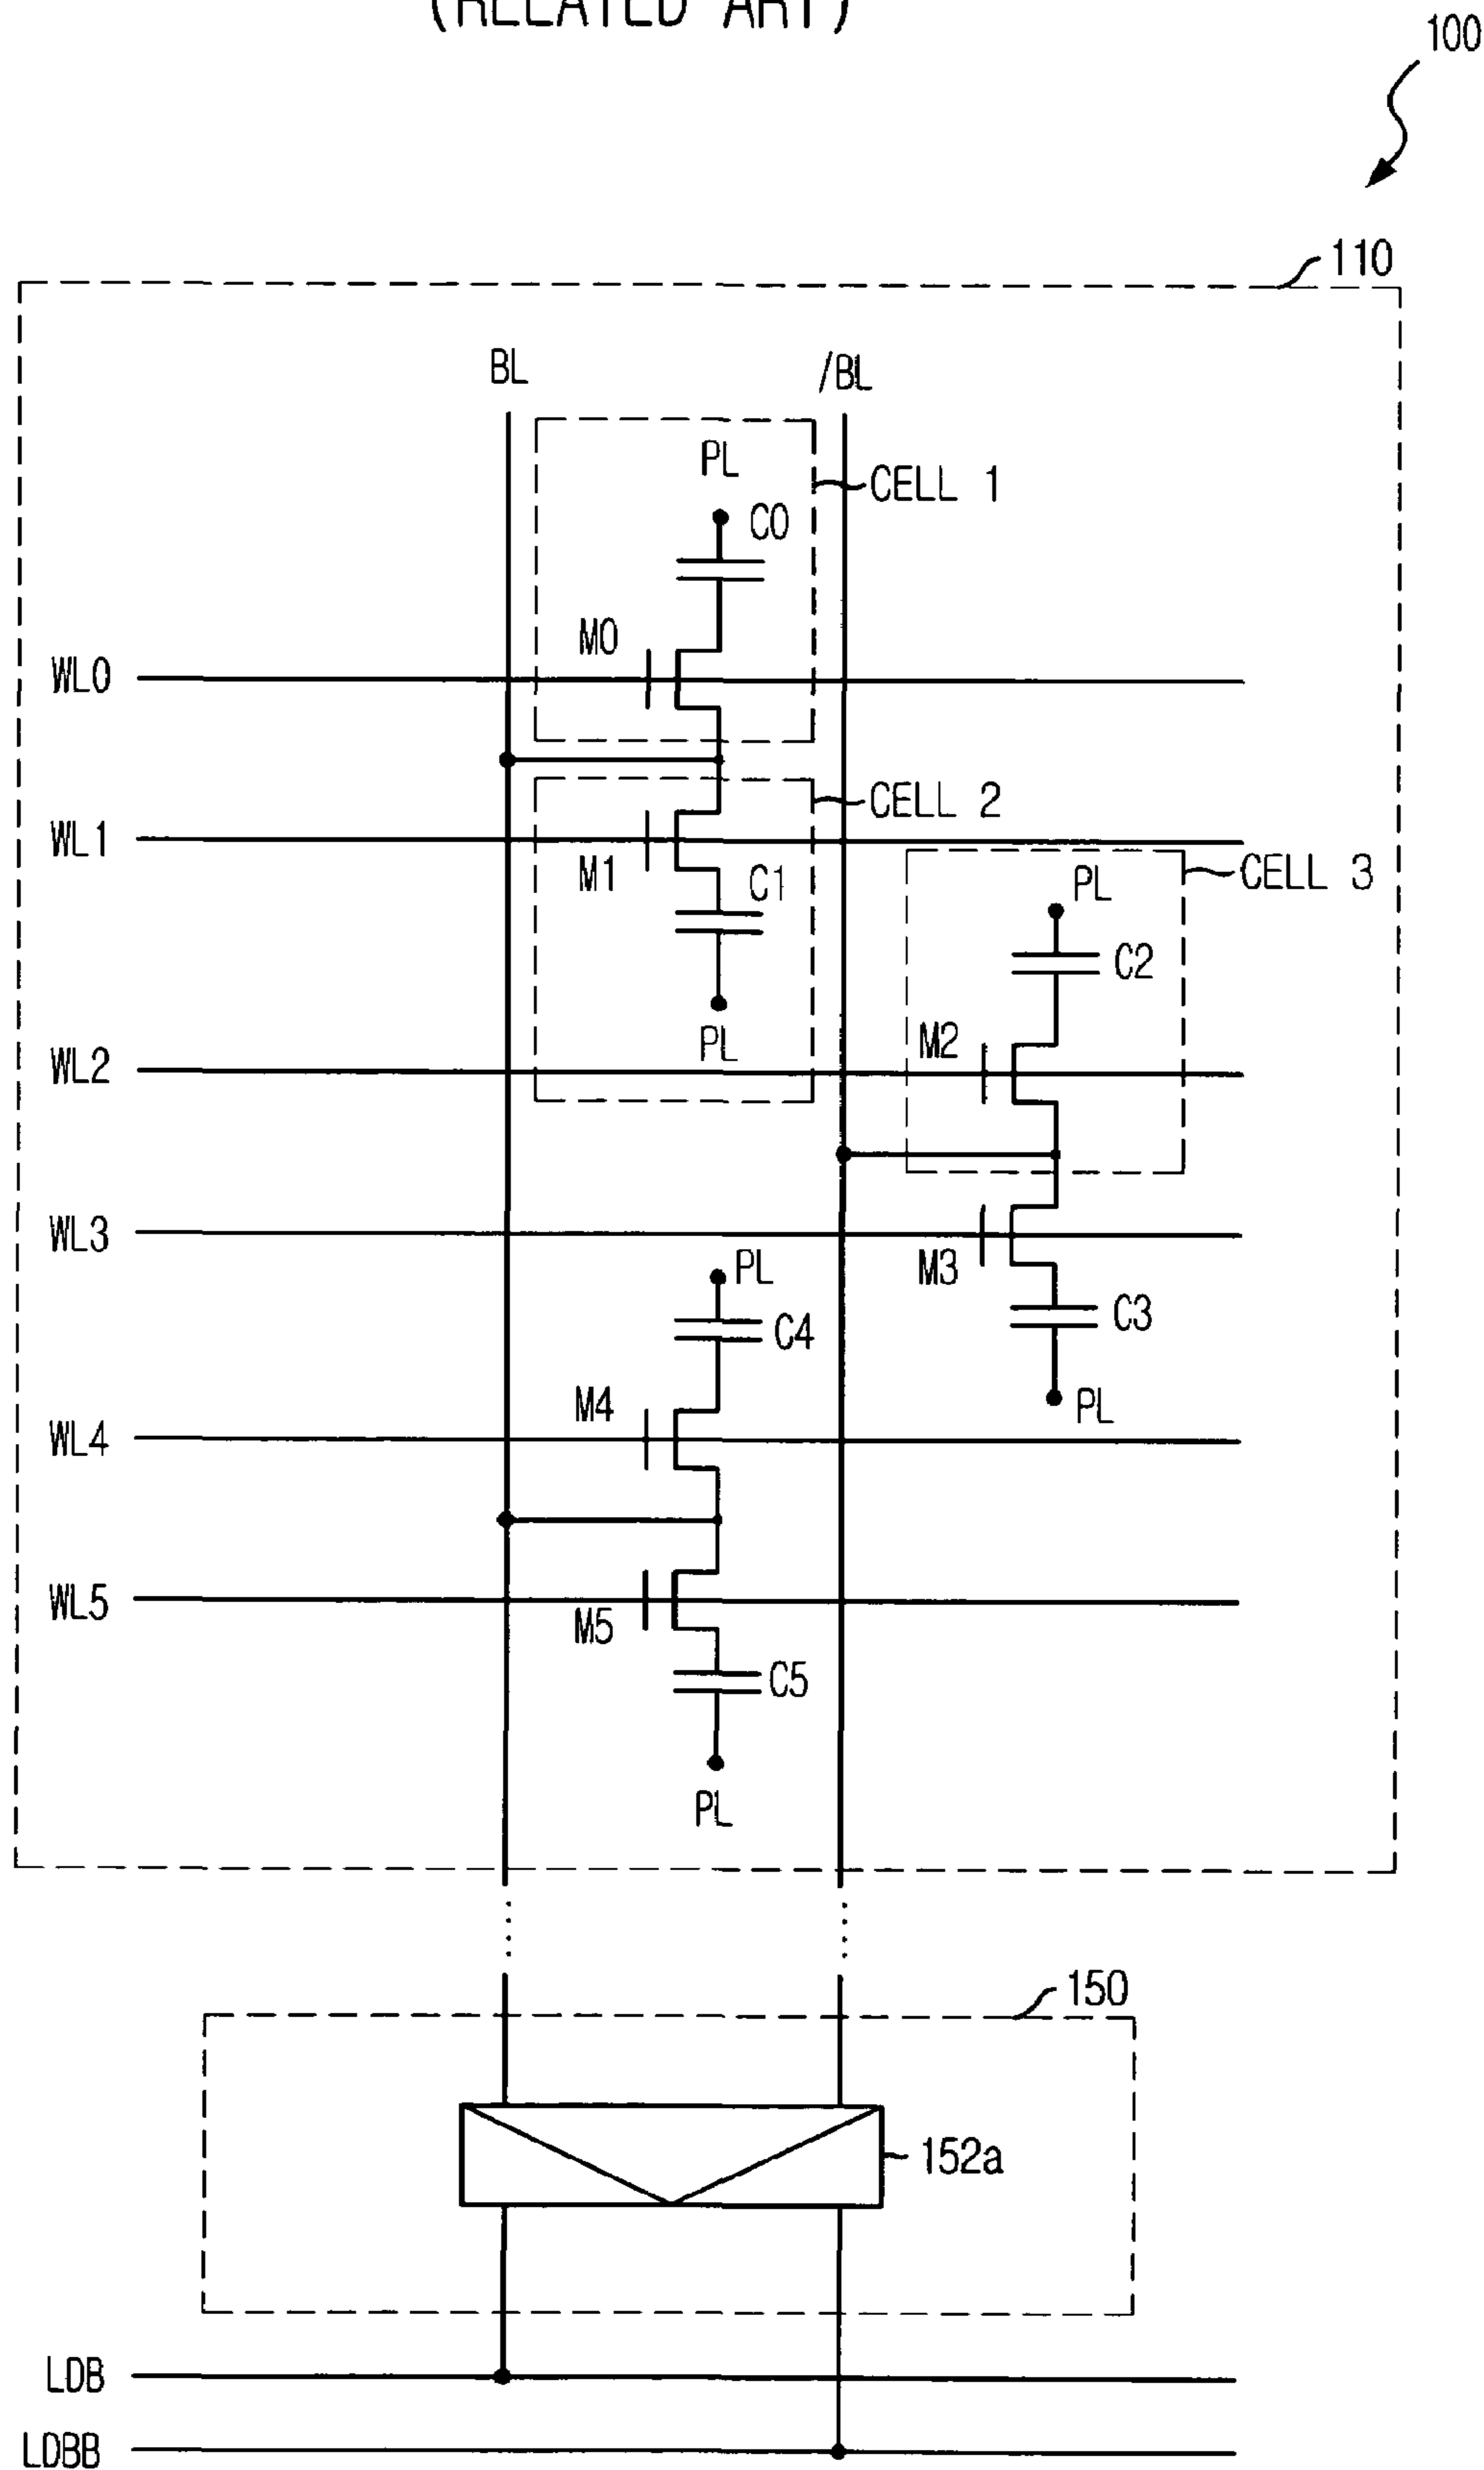 (RELATED ART)
100
110
BL
/BL
PL
CELL 1
C0
M0
WL0
CELL 2
WL1
M1
C1
PL
CELL 3
C2
PL
M2
WL2
WL3
M3
PL
C3
C4
PL
M4
WL4
WL5
M5
C5
PL
150
152a
LDB
LDBB